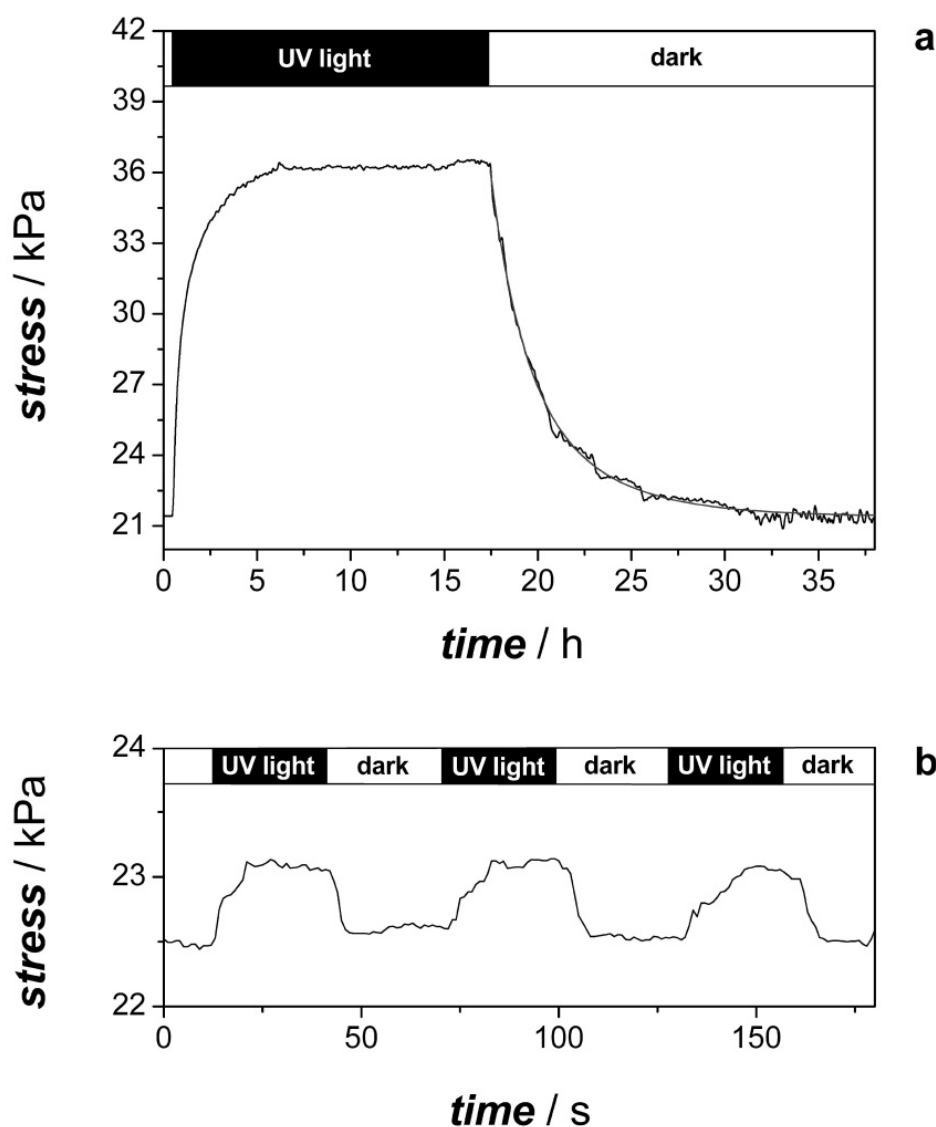 a
UV light dark
42
39
36
33
30
27
24
21
stress / kPa
0 5 10 15 20 25 30 35
time / h
b
UV light dark UV light dark UV light dark
24
23
22
stress / kPa
0 50 100 150
time / s